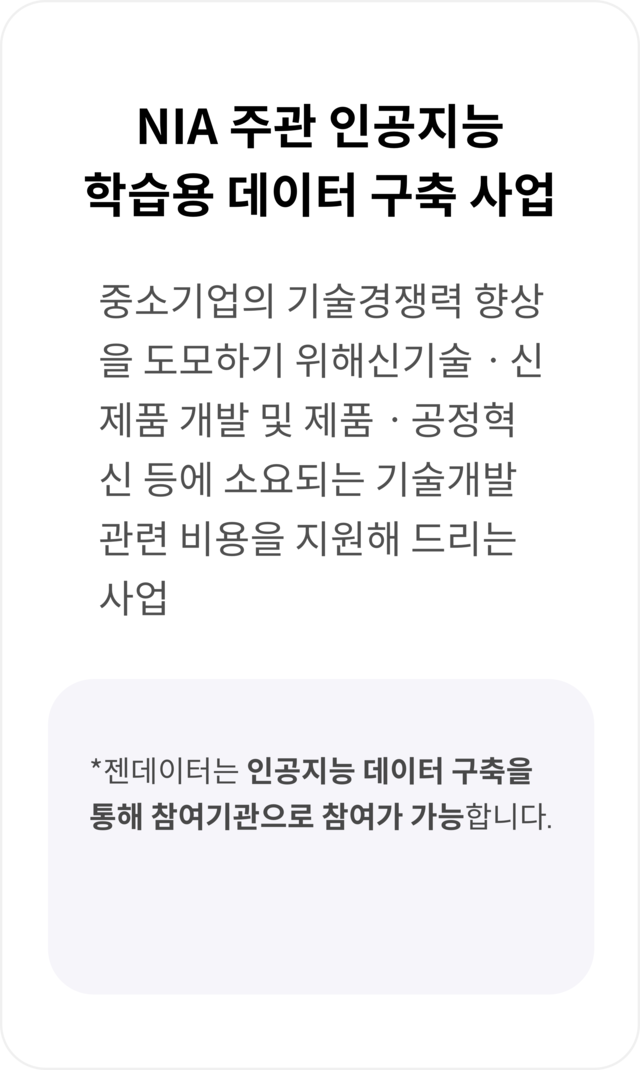 NIA 주관 인공지능
학습용 데이터 구축 사업
중소기업의 기술경쟁력 향상
을 도모하기 위해신기술ㆍ신
제품 개발 및 제품ㆍ공정혁
신 등에 소요되는 기술개발
관련 비용을 지원해 드리는
사업
*젠데이터는 인공지능 데이터 구축을
통해 참여기관으로 참여가 가능합니다.